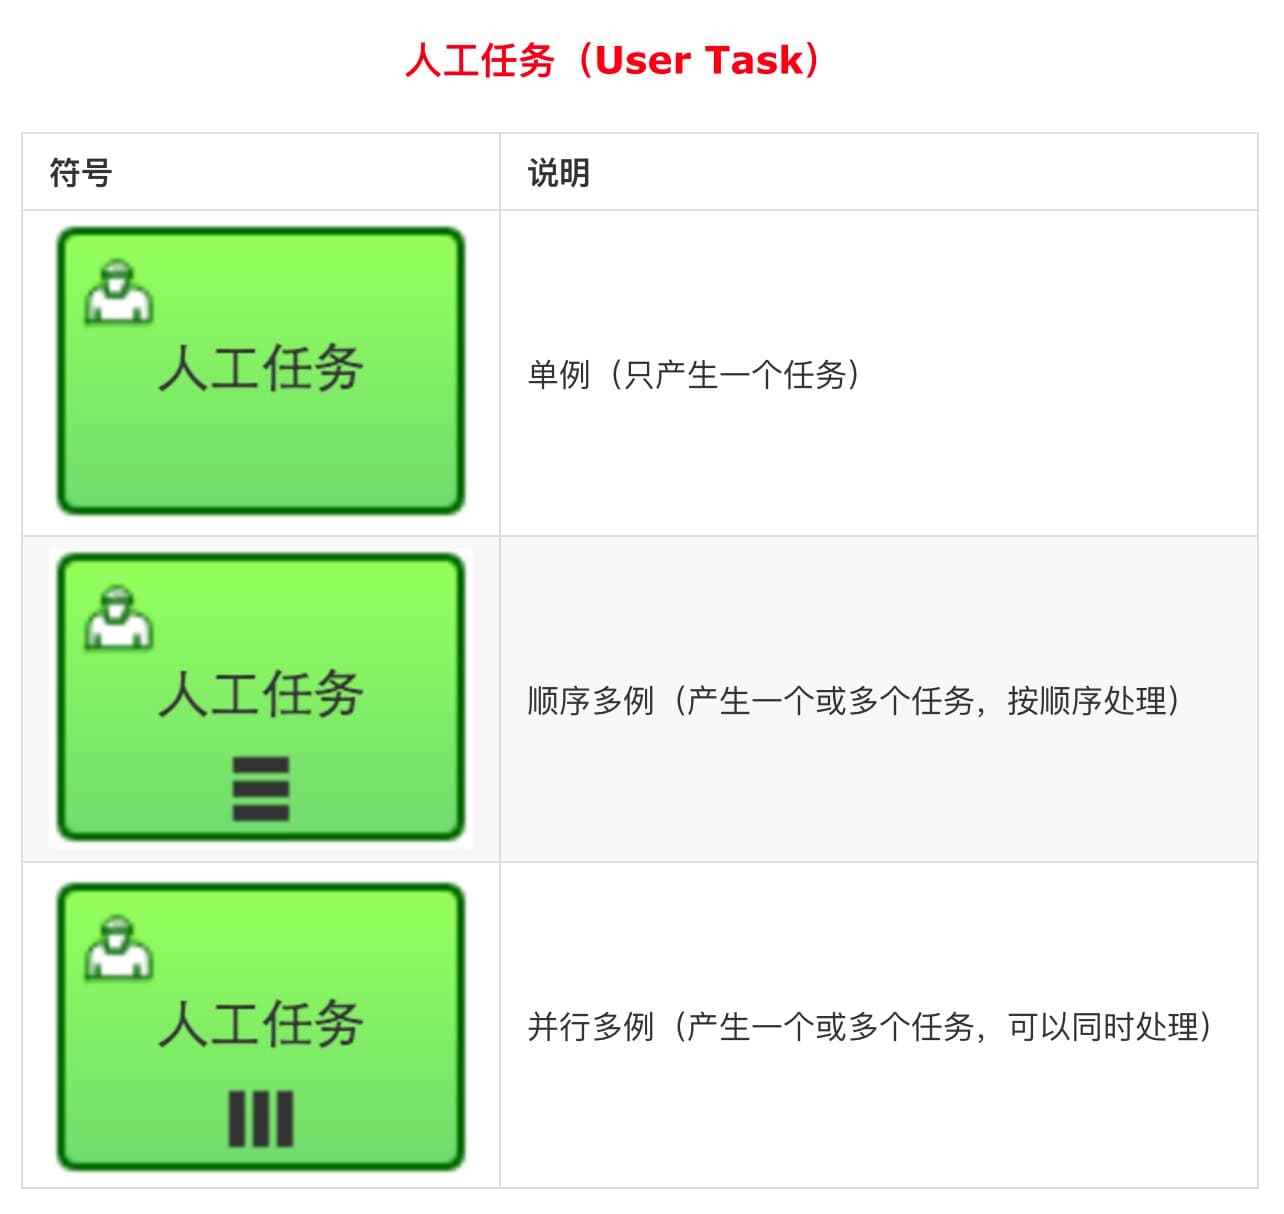 人工任务（User Task）
符号
说明
人工任务
单例（只产生一个任务）
人工任务
顺序多例（产生一个或多个任务，按顺序处理）
人工任务
并行多例（产生一个或多个任务，可以同时处理）